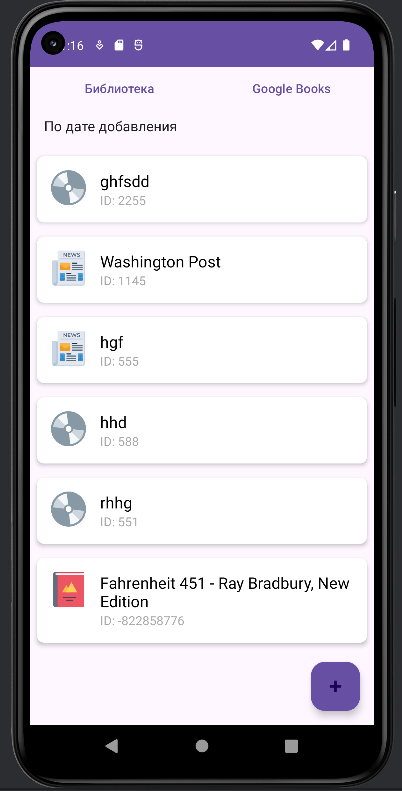 :16
Библиотека
Google Books
По дате добавления
ghfsdd
ID: 2255
NEWS
Washington Post
ID: 1145
NEWS
hgf
ID: 555
hhd
ID: 588
rhhg
ID: 551
Fahrenheit 451 - Ray Bradbury, New
Edition
ID: -822858776
+